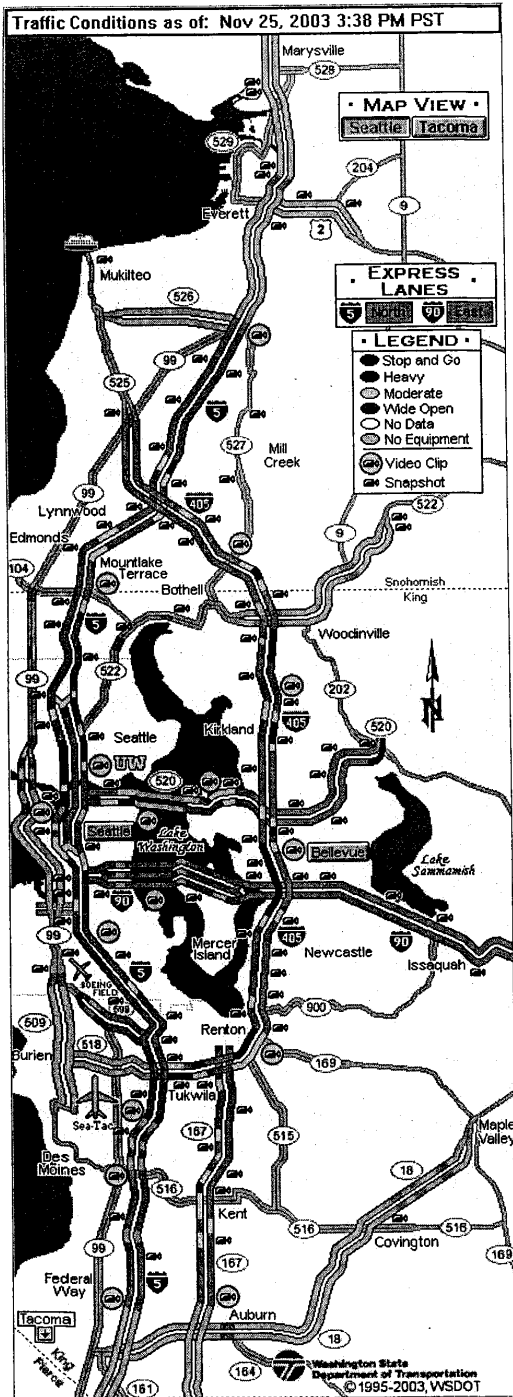 Traffic Conditions as of: Nov 25, 2003 3:38 PM PST
Marysville
528
· MAP VIEW ·
Seattle Tacoma
529
204
Everett
2
9
Mukilteo
EXPRESS
LANES
5 North 90 East
526
· LEGEND ·
Stop and Go
Heavy
Moderate
Wide Open
No Data
No Equipment
Video Clip
Snapshot
99
525
5
527
Mill
Creek
99
Lynnwood
405
522
9
Edmonds
104
Mountlake
Terrace
Bothell
Snohomish
King
5
Woodinville
522
99
202
N
Kirkland
405
520
Seattle
UW
520
Seattle
Lake
Washington
Bellevue
Lake
Sammamish
90
99
Mercer
Island
405
Newcastle
90
Issaquah
5
BOEING
FIELD
599
900
509
Renton
518
Burien
169
Tukwila
Sea-Tac
167
515
Maple
Valley
Des
Moines
18
516
Kent
516
516
Covington
99
167
169
Federal
Way
5
Auburn
Tacoma
18
King
Pierce
161
164
Washington State
Department of Transportation
© 1995-2003, WSDOT